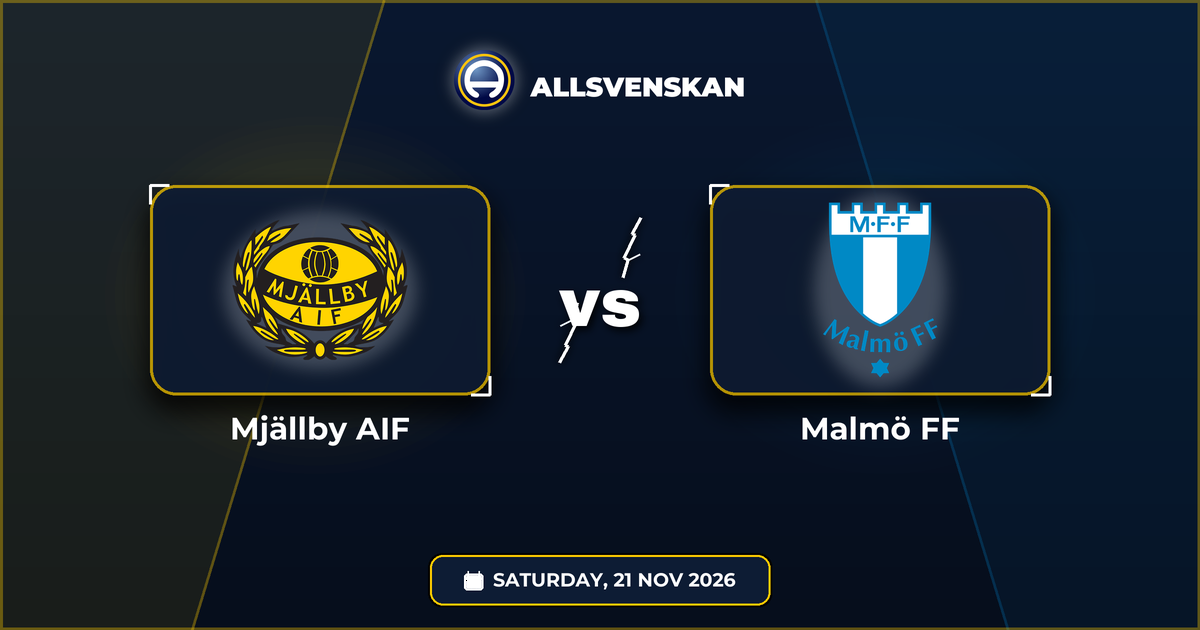 ALLSVENSKAN
MJÄLLBY
AIF
M·F·F
Malmö FF
vs
Mjällby AIF
Malmö FF
SATURDAY, 21 NOV 2026